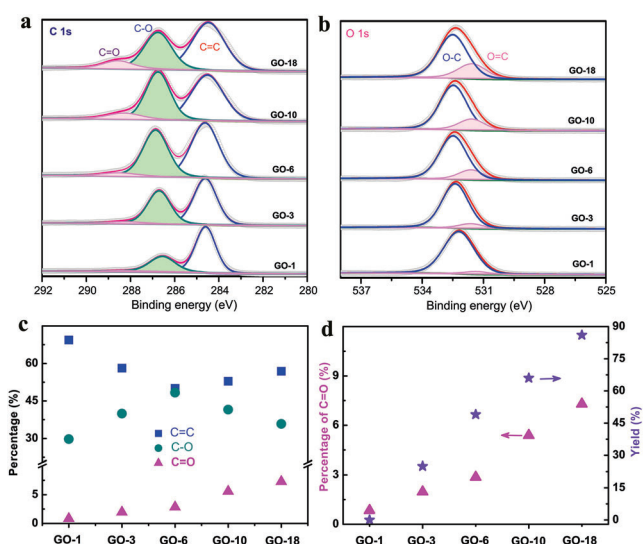 a
C 1s
C=O
C-O
C=C
GO-18
GO-10
GO-6
GO-3
GO-1
292 290 288 286 284 282 280
Binding energy (eV)
b
O 1s
O-C
O=C
GO-18
GO-10
GO-6
GO-3
GO-1
537 534 531 528 525
Binding energy (eV)
c
Percentage (%)
60
45
30
5
0
C=C
C-O
C=O
GO-1 GO-3 GO-6 GO-10 GO-18
d
Percentage of C=O (%)
9
6
3
0
90
75
60
45
30
15
0
Yield (%)
GO-1 GO-3 GO-6 GO-10 GO-18